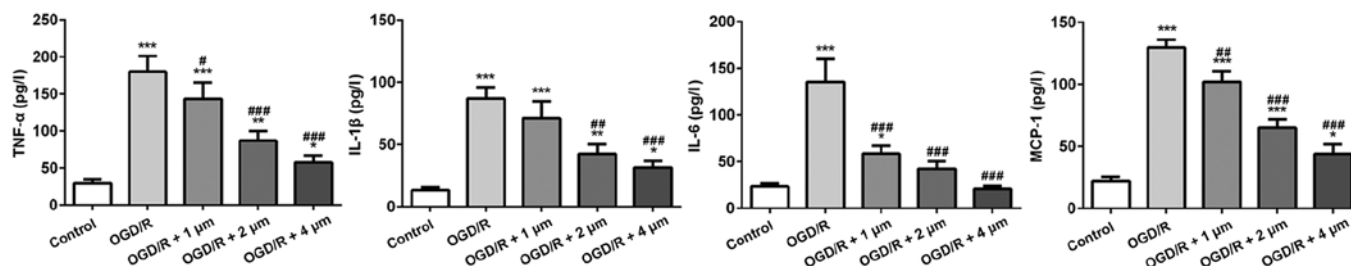 TNF-α (pg/l)
250
200
150
100
50
0
***
#
***
###
**
###
*
Control
OGD/R
OGD/R + 1 μm
OGD/R + 2 μm
OGD/R + 4 μm
IL-1β (pg/l)
150
100
50
0
***
***
##
**
###
*
Control
OGD/R
OGD/R + 1 μm
OGD/R + 2 μm
OGD/R + 4 μm
IL-6 (pg/l)
200
150
100
50
0
***
###
*
###
###
Control
OGD/R
OGD/R + 1 μm
OGD/R + 2 μm
OGD/R + 4 μm
MCP-1 (pg/l)
150
100
50
0
***
##
***
###
***
###
*
Control
OGD/R
OGD/R + 1 μm
OGD/R + 2 μm
OGD/R + 4 μm